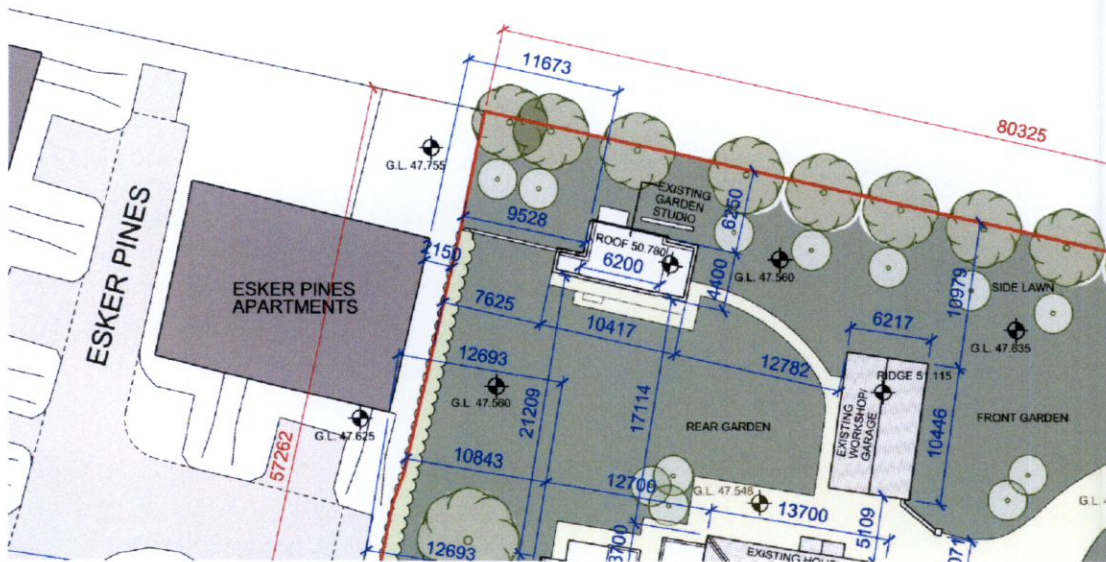 11673
80325
G.L. 47.755
EXISTING
GARDEN
STUDIO
6250
9528
ROOF 50.780
6200
G.L. 47.560
4400
2150
ESKER PINES
ESKER PINES
APARTMENTS
7625
10417
12782
SIDE LAWN
10979
6217
G.L. 47.635
RIDGE 51.115
12693
G.L. 47.560
21209
17114
REAR GARDEN
EXISTING
WORKSHOP/
GARAGE
10446
FRONT GARDEN
G.L. 47.625
57262
10843
12700
G.L. 47.548
13700
5109
12693
EXISTING